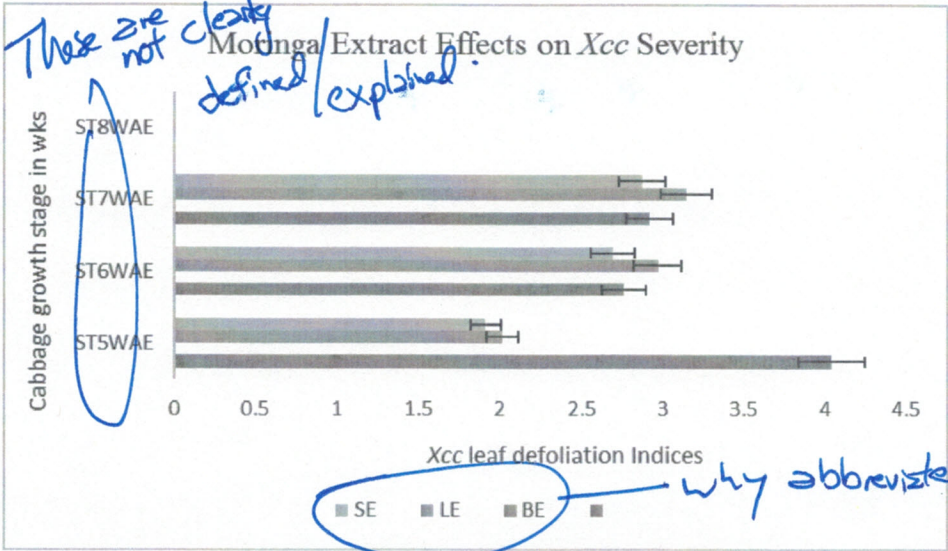 These are
not clearly
defined/explained.
Moringa Extract Effects on Xcc Severity
Cabbage growth stage in wks
ST8WAE
ST7WAE
ST6WAE
ST5WAE
0 0.5 1 1.5 2 2.5 3 3.5 4 4.5
Xcc leaf defoliation Indices
SE LE BE
why abbreviate